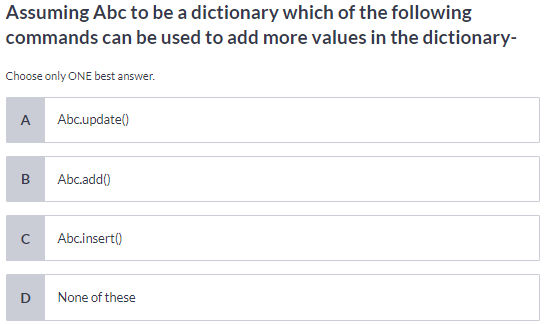 Assuming Abc to be a dictionary which of the following
commands can be used to add more values in the dictionary-
Choose only ONE best answer.
A Abc.update()
B Abc.add()
C Abc.insert()
D None of these